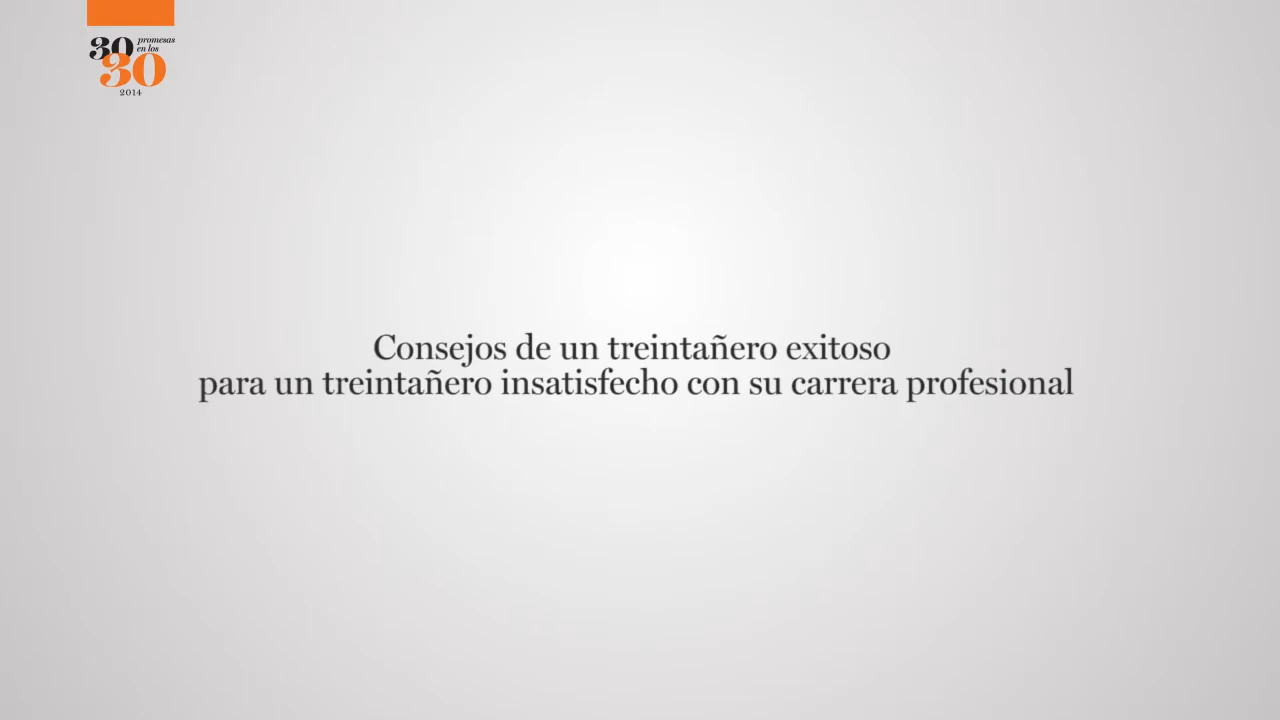 30 promesas
en los
30
2014
Consejos de un treintañero exitoso
para un treintañero insatisfecho con su carrera profesional